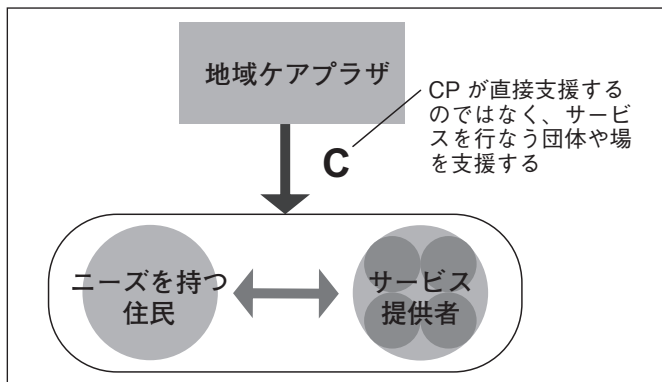 地域ケアプラザ
CP が直接支援する
のではなく、サービ
スを行なう団体や場
を支援する
C
ニーズを持つ
住民
サービス
提供者